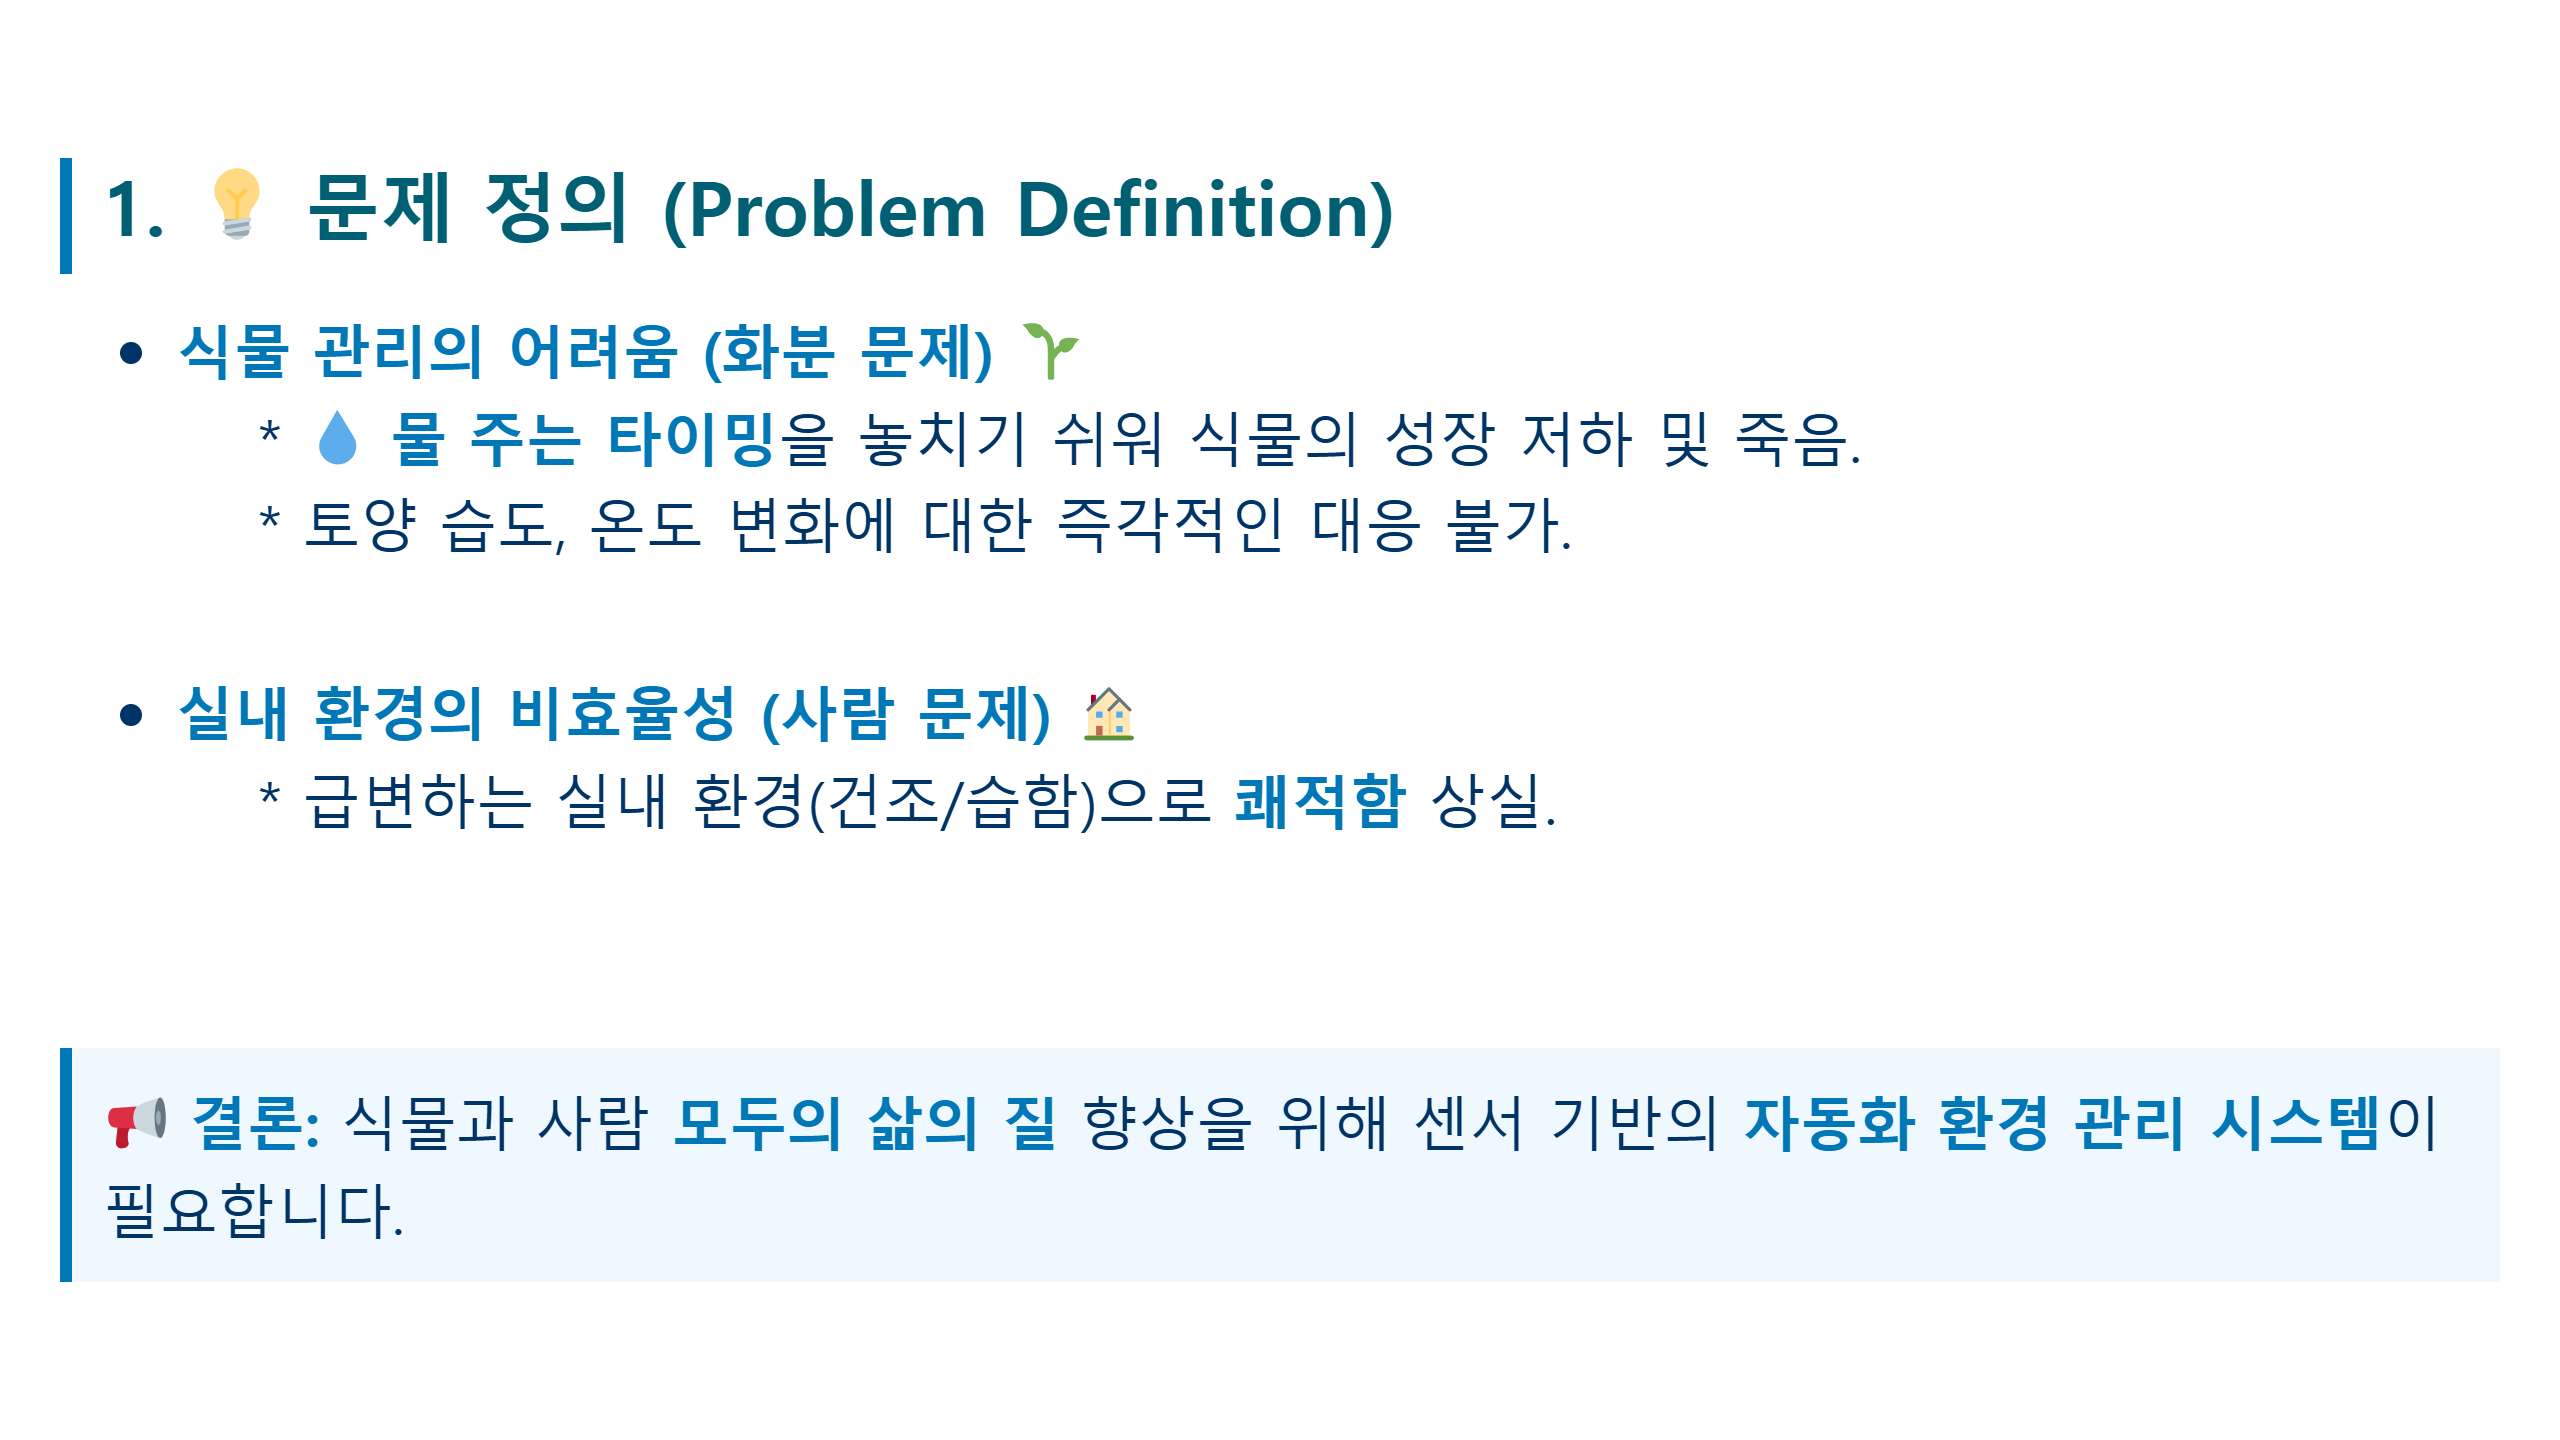 1. 💡 문제 정의 (Problem Definition)
• 식물 관리의 어려움 (화분 문제) 🌱
* 💧 물 주는 타이밍을 놓치기 쉬워 식물의 성장 저하 및 죽음.
* 토양 습도, 온도 변화에 대한 즉각적인 대응 불가.
• 실내 환경의 비효율성 (사람 문제) 🏠
* 급변하는 실내 환경(건조/습함)으로 쾌적함 상실.
📢 결론: 식물과 사람 모두의 삶의 질 향상을 위해 센서 기반의 자동화 환경 관리 시스템이
필요합니다.